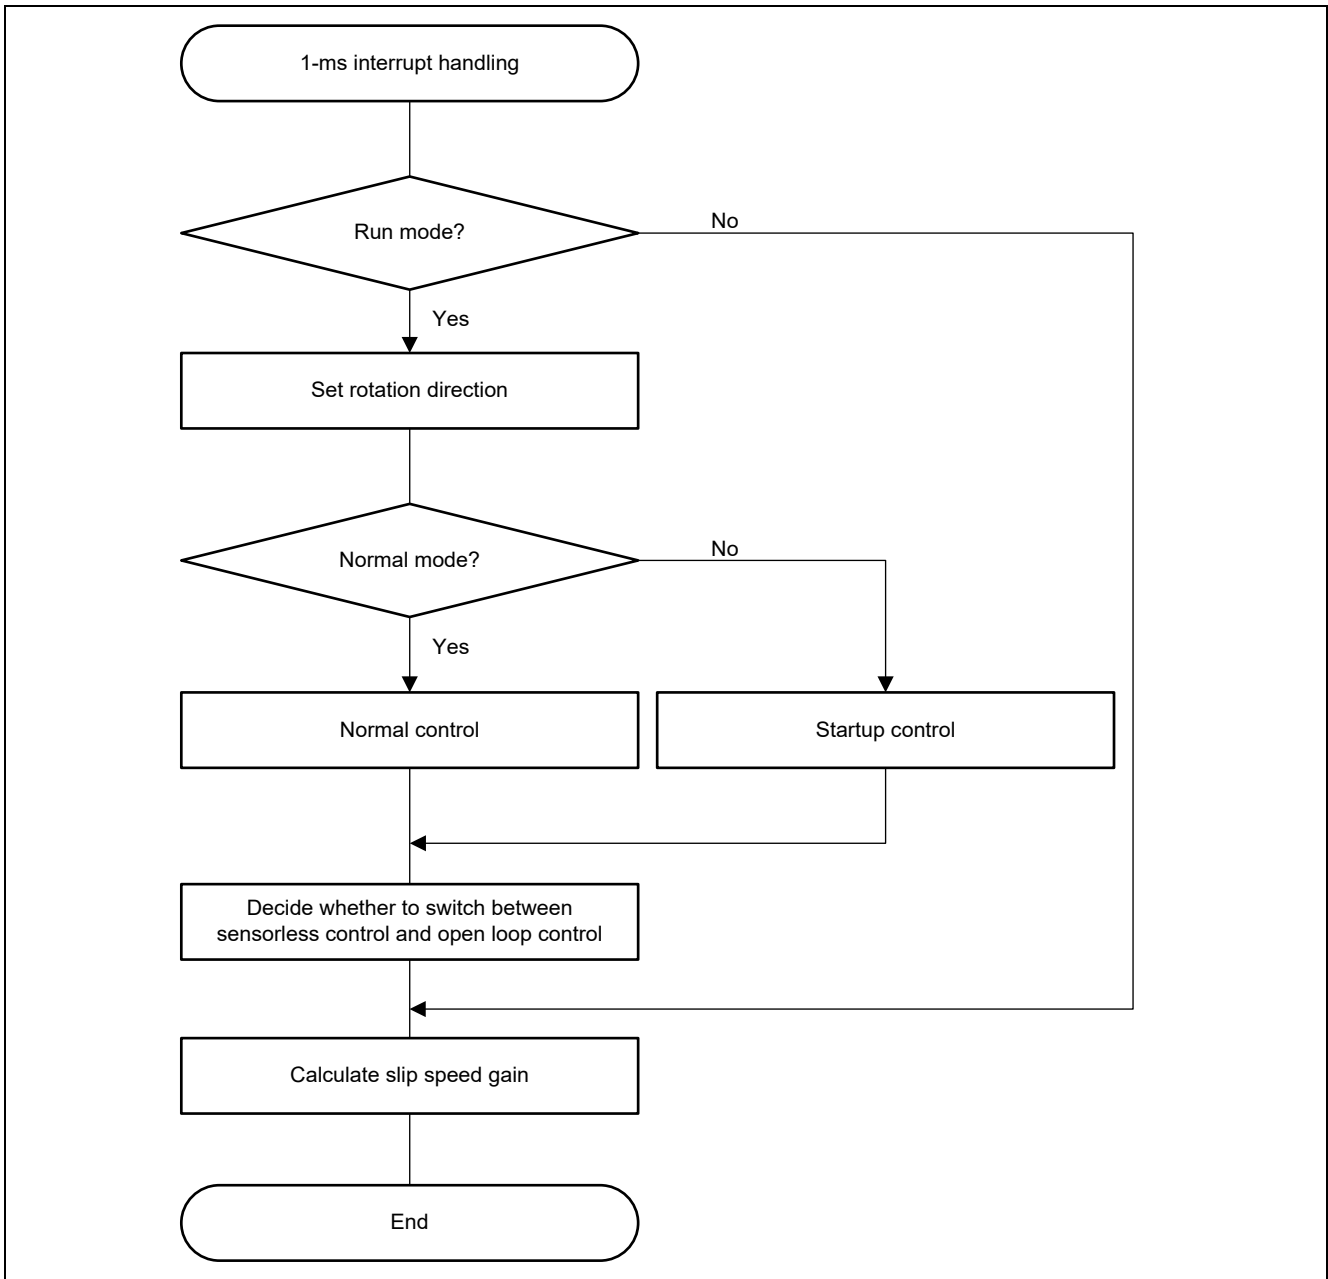 1-ms interrupt handling
Run mode?
No
Yes
Set rotation direction
Normal mode?
No
Yes
Normal control
Startup control
Decide whether to switch between
sensorless control and open loop control
Calculate slip speed gain
End